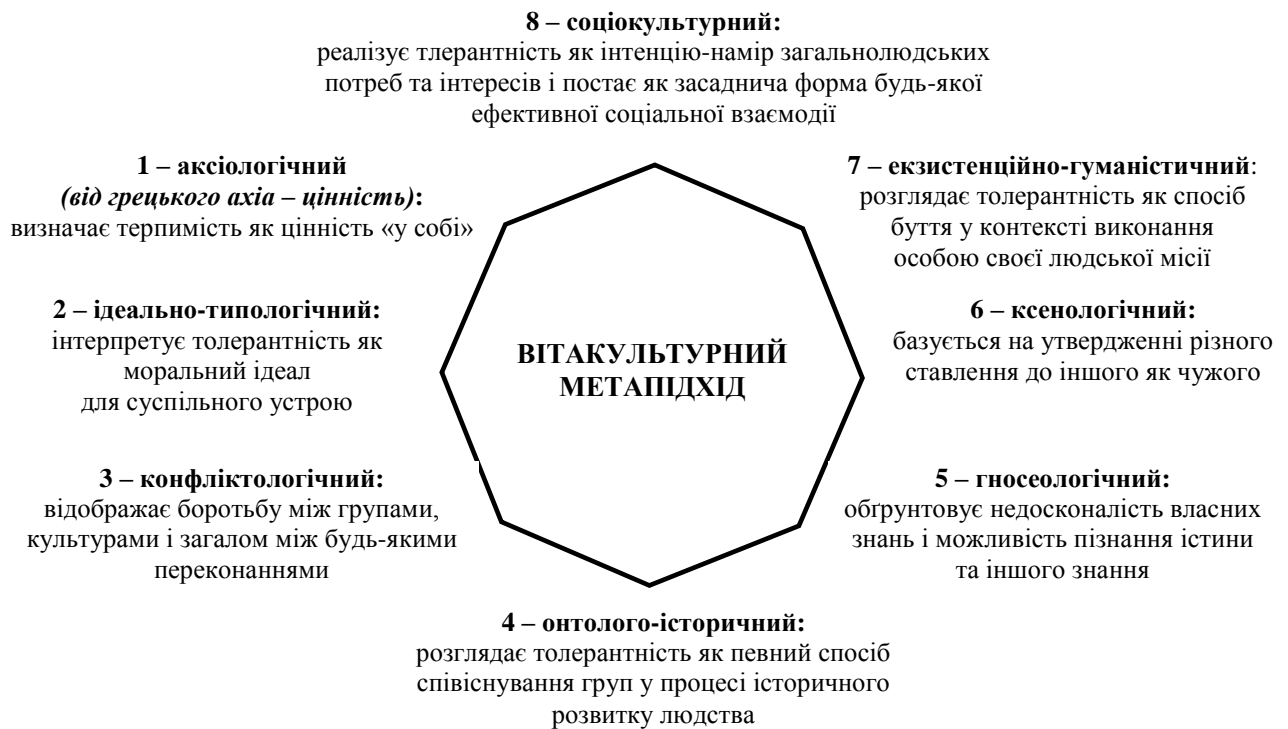 8 – соціокультурний:
реалізує тлерантність як інтенцію-намір загальнолюдських
потреб та інтересів і постає як засаднича форма будь-якої
ефективної соціальної взаємодії
1 – аксіологічний
(від грецького ахіа – цінність):
визначає терпимість як цінність «у собі»
2 – ідеально-типологічний:
інтерпретує толерантність як
моральний ідеал
для суспільного устрою
3 – конфліктологічний:
відображає боротьбу між групами,
культурами і загалом між будь-якими
переконаннями
ВІТАКУЛЬТУРНИЙ
МЕТАПІДХІД
7 – екзистенційно-гуманістичний:
розглядає толерантність як спосіб
буття у контексті виконання
особою своєї людської місії
6 – ксенологічний:
базується на утвердженні різного
ставлення до іншого як чужого
5 – гносеологічний:
обґрунтовує недосконалість власних
знань і можливість пізнання істини
та іншого знання
4 – онтолого-історичний:
розглядає толерантність як певний спосіб
співіснування груп у процесі історичного
розвитку людства